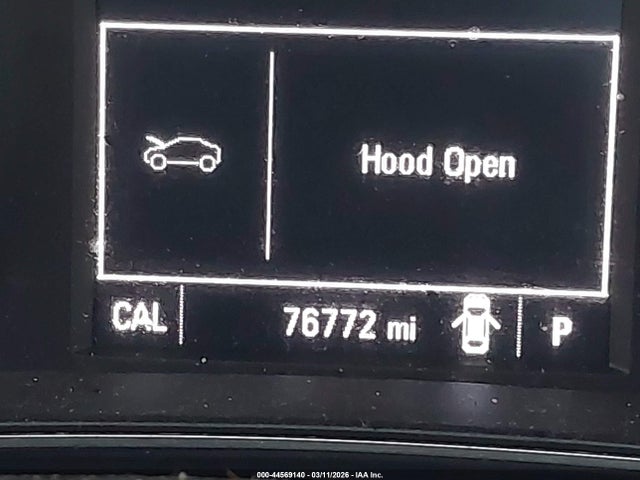 Hood Open
CAL 76772 mi P
000-44569140 - 03/11/2026 - IAA Inc.